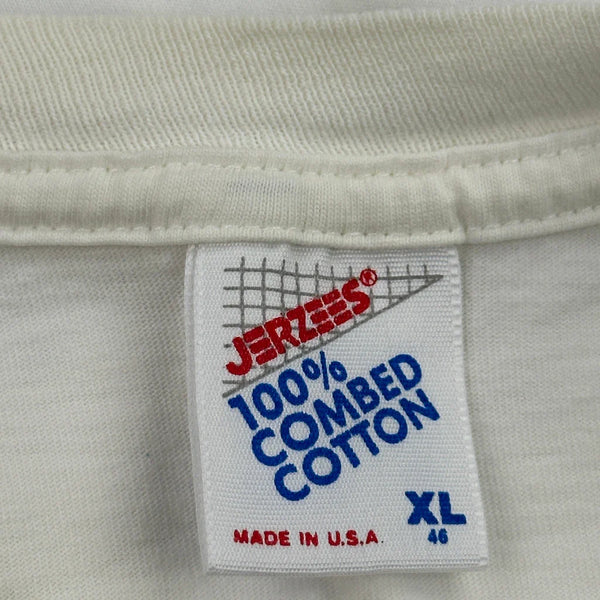 JERZEES®
100%
COMBED
COTTON
XL
46
MADE IN U.S.A.